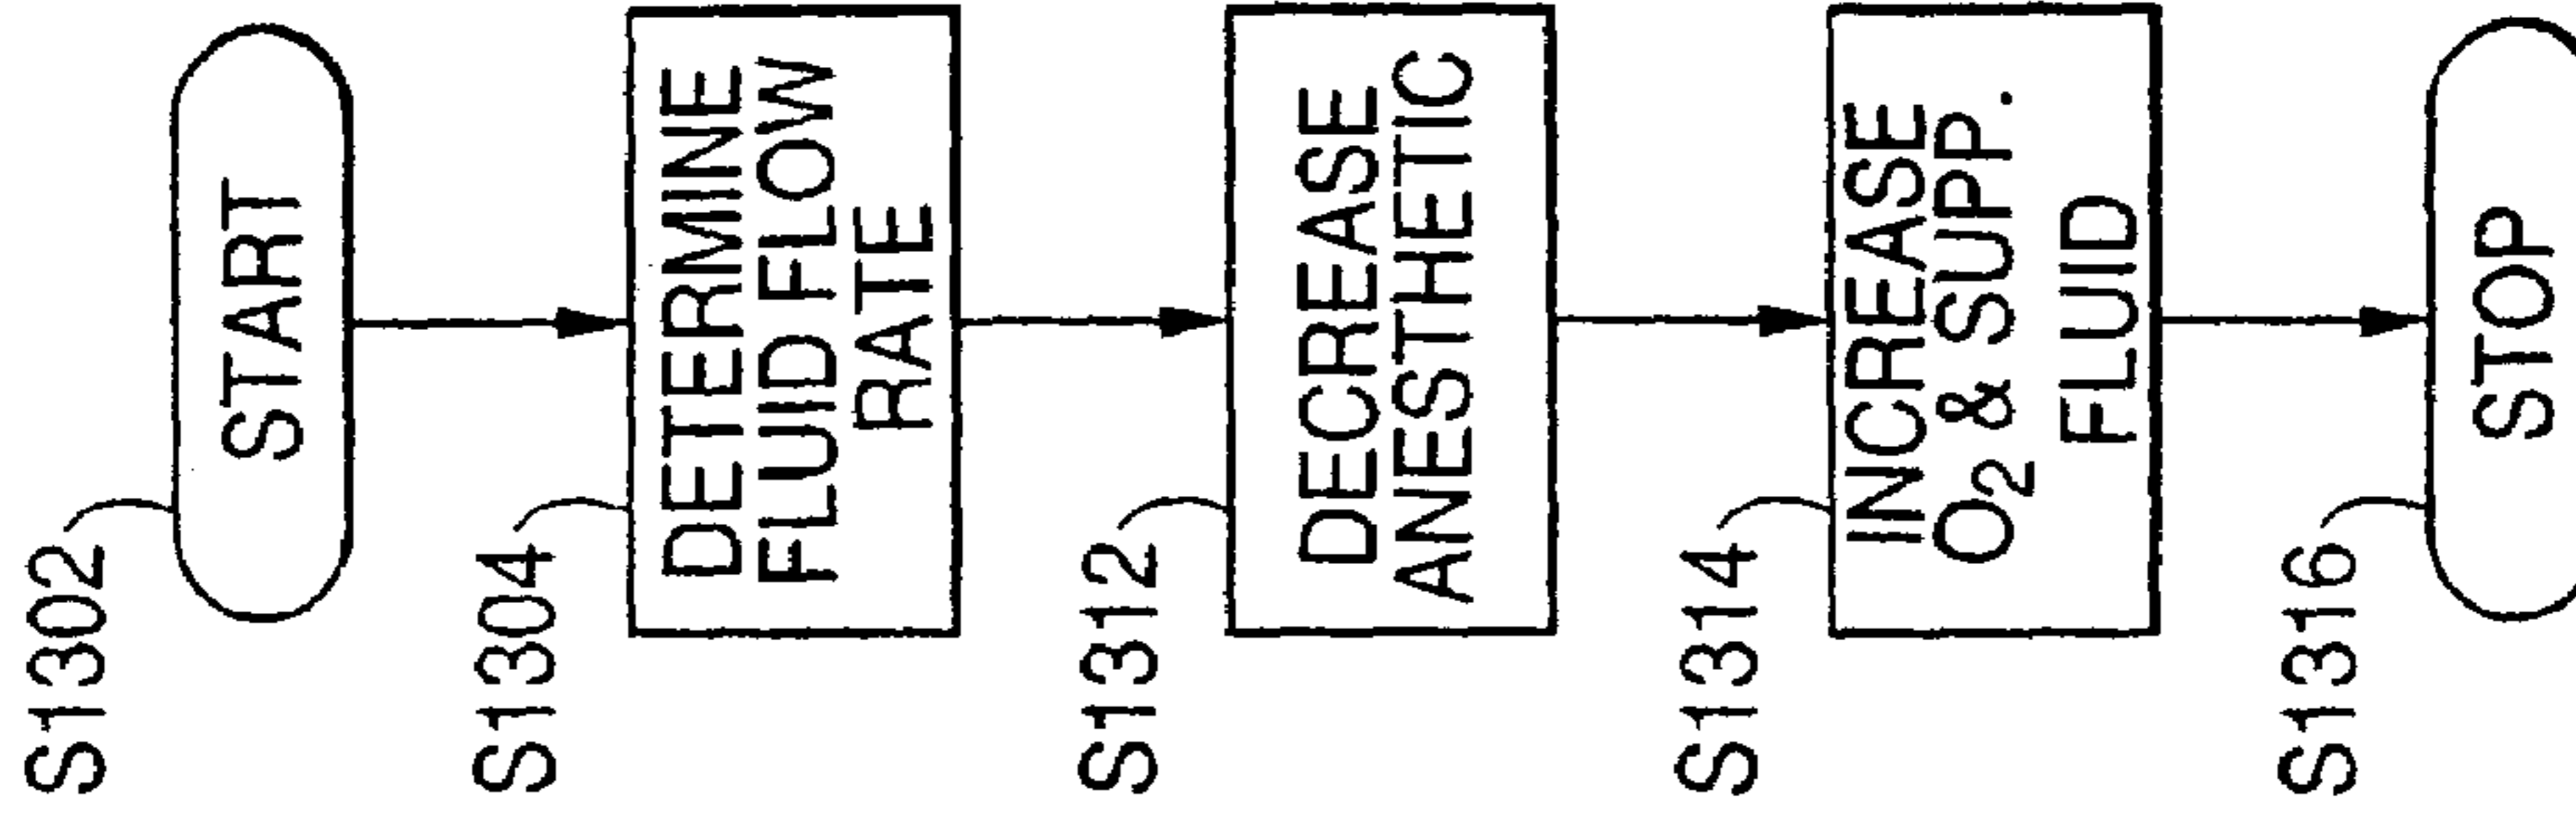 S1302
START
S1304
DETERMINE
FLUID FLOW
RATE
S1312
DECREASE
ANESTHETIC
S1314
INCREASE
O₂ & SUPP.
FLUID
S1316
STOP